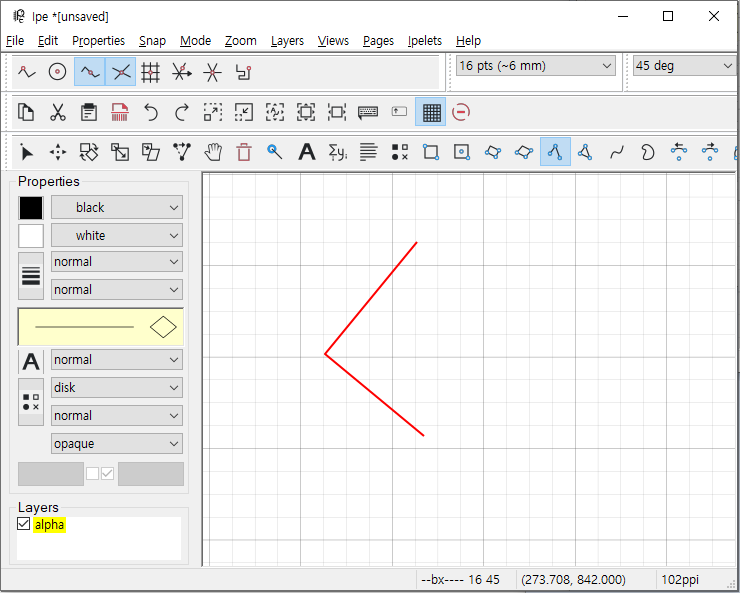 Ipe *[unsaved]
File Edit Properties Snap Mode Zoom Layers Views Pages Ipelets Help
16 pts (~6 mm) 45 deg
A Σyᵢ
Properties
black
white
normal
normal
A normal
disk
normal
opaque
Layers
alpha
--bx---- 16 45 (273.708, 842.000) 102ppi